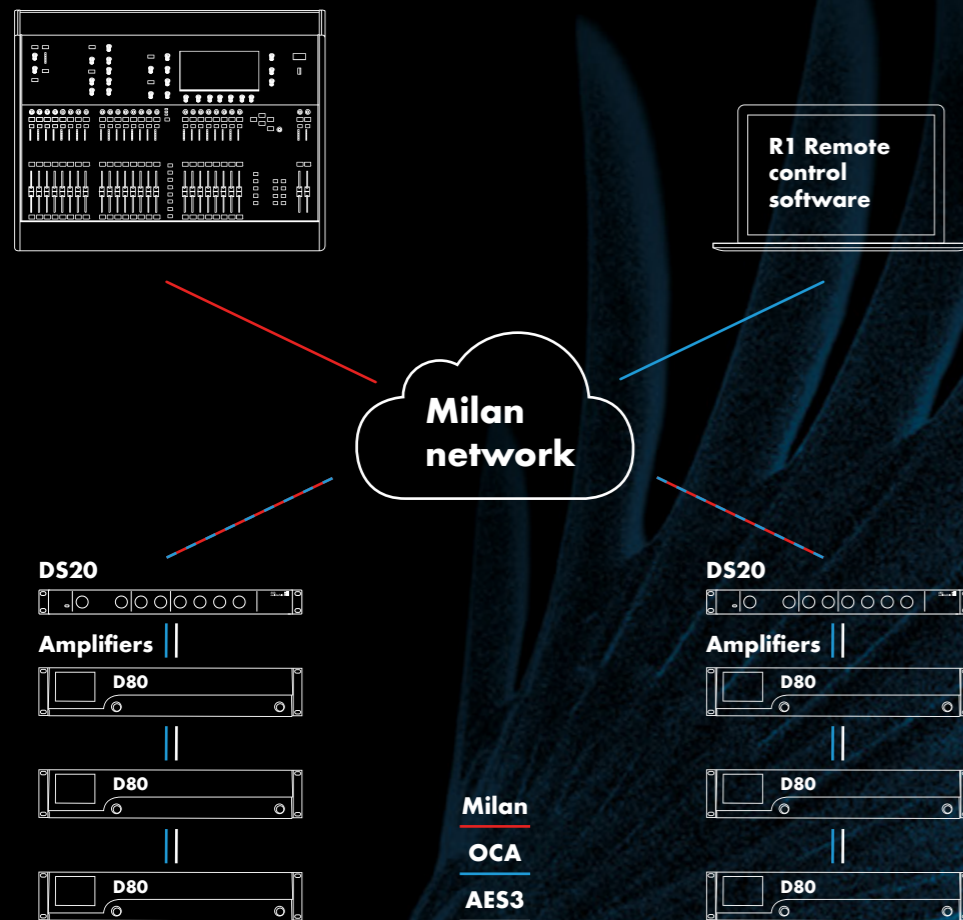 R1 Remote
control
software
Milan
network
DS20
Amplifiers
D80
D80
D80
DS20
Amplifiers
D80
D80
D80
Milan
OCA
AES3